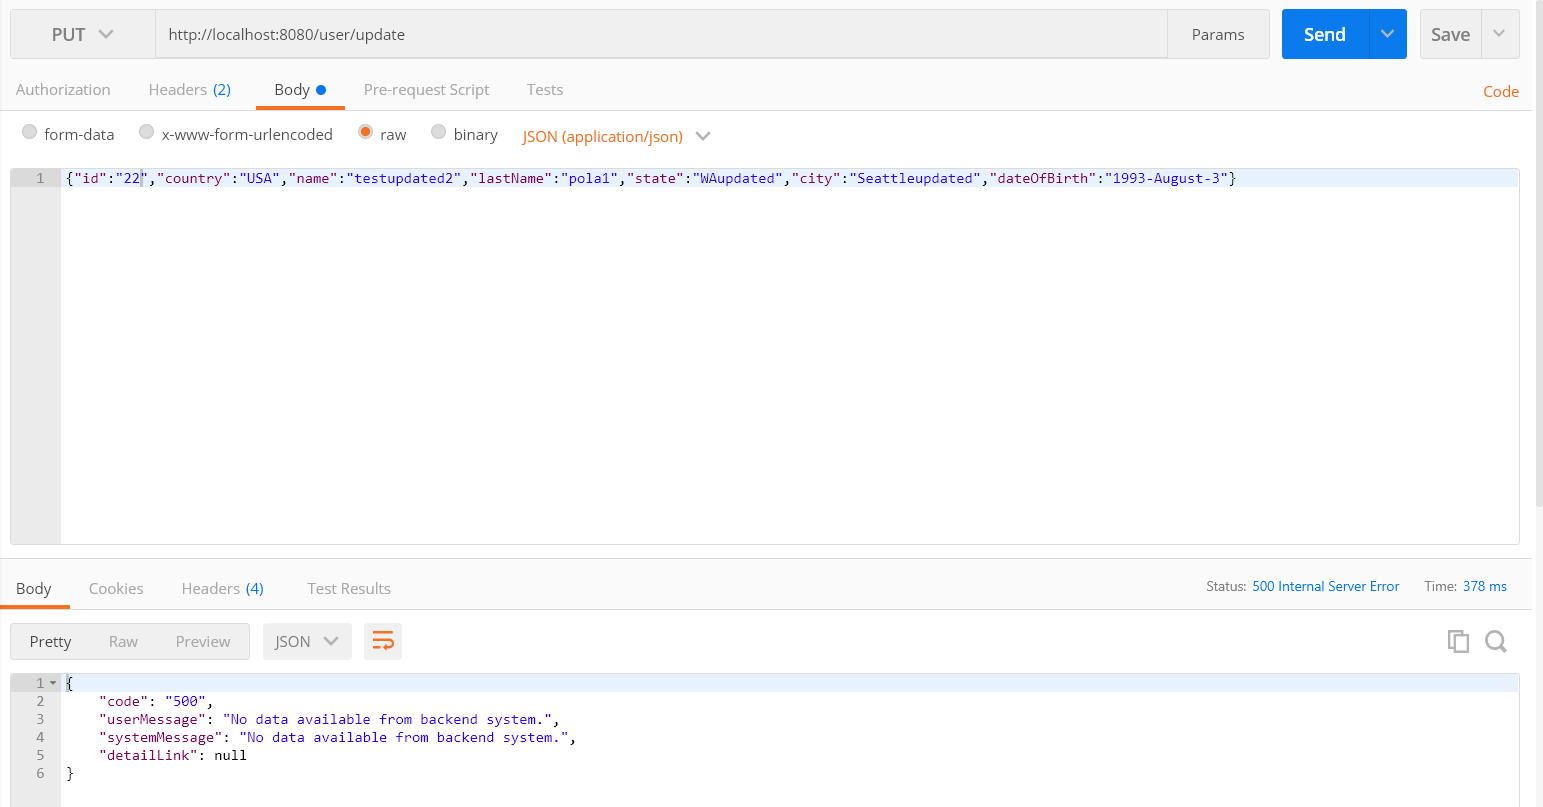 PUT http://localhost:8080/user/update Params Send Save
Authorization Headers (2) Body Pre-request Script Tests Code
form-data x-www-form-urlencoded raw binary JSON (application/json)
1 {"id":"22","country":"USA","name":"testupdated2","lastName":"pola1","state":"WAupdated","city":"Seattleupdated","dateOfBirth":"1993-August-3"}
Body Cookies Headers (4) Test Results Status: 500 Internal Server Error Time: 378 ms
Pretty Raw Preview JSON
1 {
2 "code": "500",
3 "userMessage": "No data available from backend system.",
4 "systemMessage": "No data available from backend system.",
5 "detailLink": null
6 }